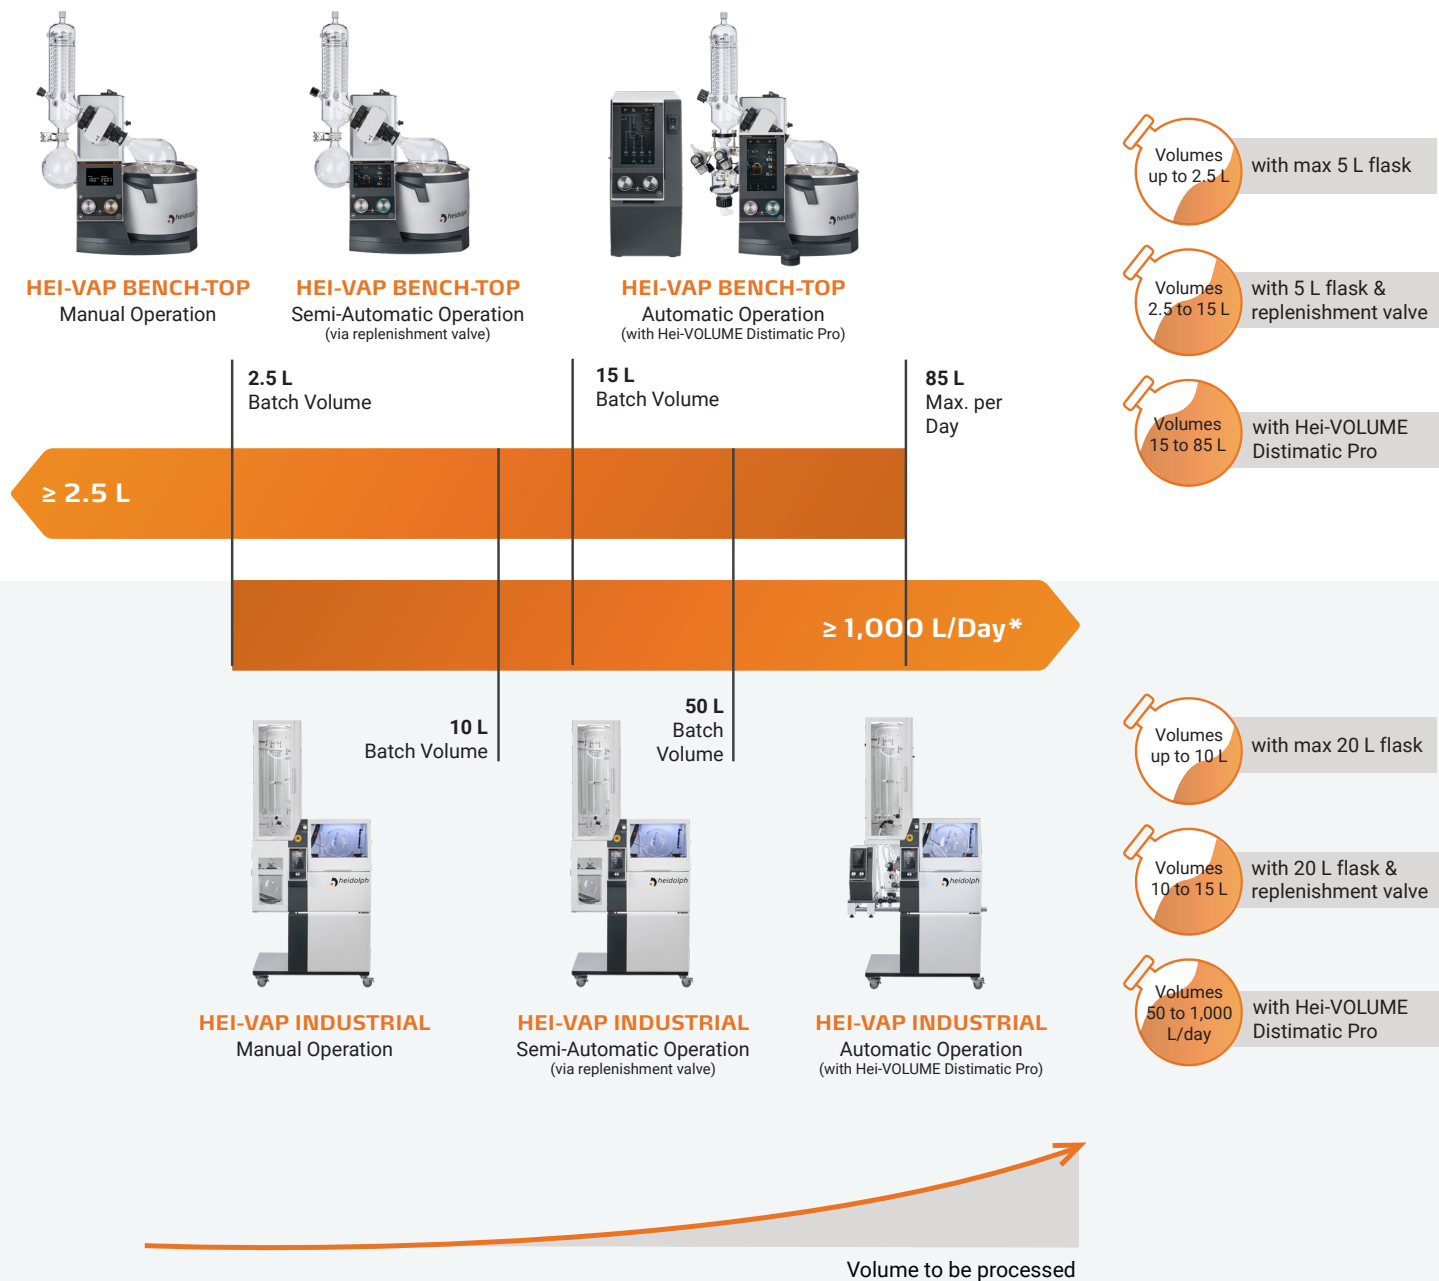 heidolph
heidolph
heidolph
HEI-VAP BENCH-TOP
Manual Operation
HEI-VAP BENCH-TOP
Semi-Automatic Operation
(via replenishment valve)
HEI-VAP BENCH-TOP
Automatic Operation
(with Hei-VOLUME Distimatic Pro)
Volumes
up to 2.5 L
with max 5 L flask
Volumes
2.5 to 15 L
with 5 L flask &
replenishment valve
Volumes
15 to 85 L
with Hei-VOLUME
Distimatic Pro
2.5 L
Batch Volume
15 L
Batch Volume
85 L
Max. per
Day
≥ 2.5 L
≥ 1,000 L/Day*
10 L
Batch Volume
50 L
Batch
Volume
heidolph
heidolph
heidolph
Volumes
up to 10 L
with max 20 L flask
Volumes
10 to 15 L
with 20 L flask &
replenishment valve
Volumes
50 to 1,000
L/day
with Hei-VOLUME
Distimatic Pro
HEI-VAP INDUSTRIAL
Manual Operation
HEI-VAP INDUSTRIAL
Semi-Automatic Operation
(via replenishment valve)
HEI-VAP INDUSTRIAL
Automatic Operation
(with Hei-VOLUME Distimatic Pro)
Volume to be processed